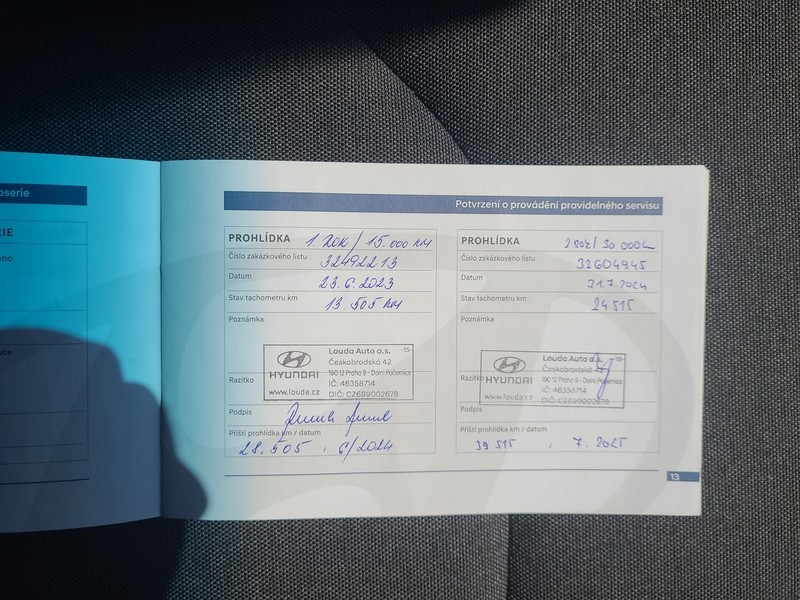 oserie
RIE
eno
vce
Potvrzení o provádění pravidelného servisu
PROHLÍDKA 1. ROK / 15.000 KM
Číslo zakázkového listu 32492213
Datum 23.6.2023
Stav tachometru km 13.505 KM
Poznámka
Louda Auto a.s. -15-
Českobrodská 42
190 12 Praha 9 - Dolní Počernice
HYUNDAI
IČ: 46358714
www.louda.cz
DIČ: CZ699002678
Razítko
Podpis
Příští prohlídka km / datum
28.505 , 6/2024
PROHLÍDKA 2 rok/ 30 000
Číslo zakázkového listu 32604945
Datum 21.7.2024
Stav tachometru km 24.515
Poznámka
Louda Auto a.s. -15-
Českobrodská 42
190 12 Praha 9 - Dolní Počernice
HYUNDAI
IČ: 46358714
www.louda.cz
DIČ: CZ699002678
Razítko
Podpis
Příští prohlídka km / datum
39 515 , 7. 2025
13